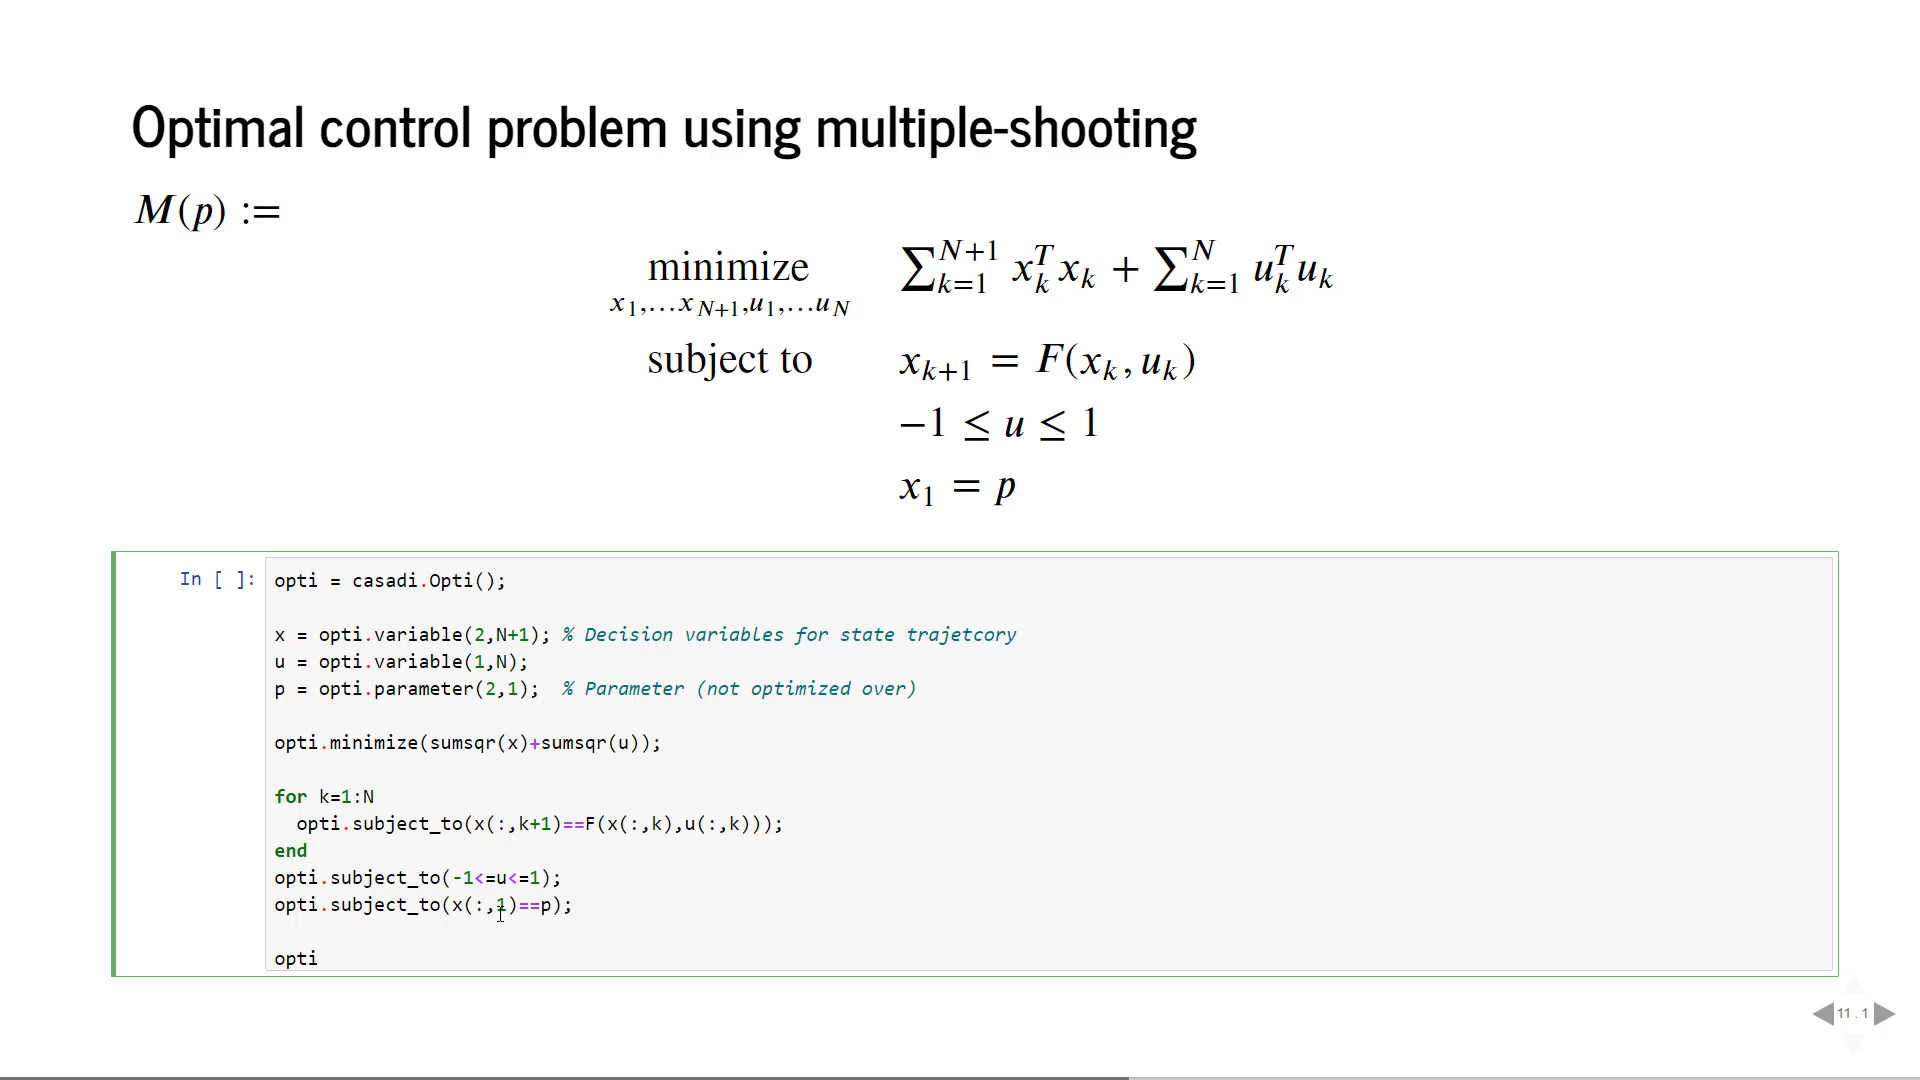 Optimal control problem using multiple-shooting
M(p) :=
minimize x₁,…x_{N+1},u₁,…u_N ∑_{k=1}^{N+1} x_k^T x_k + ∑_{k=1}^{N} u_k^T u_k
subject to x_{k+1} = F(x_k, u_k)
−1 ≤ u ≤ 1
x₁ = p
In [ ]: opti = casadi.Opti();
x = opti.variable(2,N+1); % Decision variables for state trajetcory
u = opti.variable(1,N);
p = opti.parameter(2,1);  % Parameter (not optimized over)
opti.minimize(sumsqr(x)+sumsqr(u));
for k=1:N
  opti.subject_to(x(:,k+1)==F(x(:,k),u(:,k)));
end
opti.subject_to(-1<=u<=1);
opti.subject_to(x(:,1)==p);
opti
11 . 1